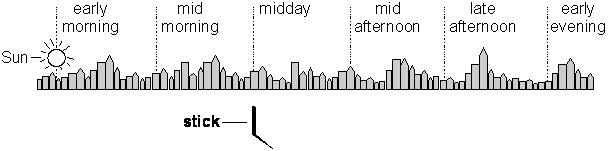 early mid midday mid late early
morning morning afternoon afternoon evening
Sun
stick